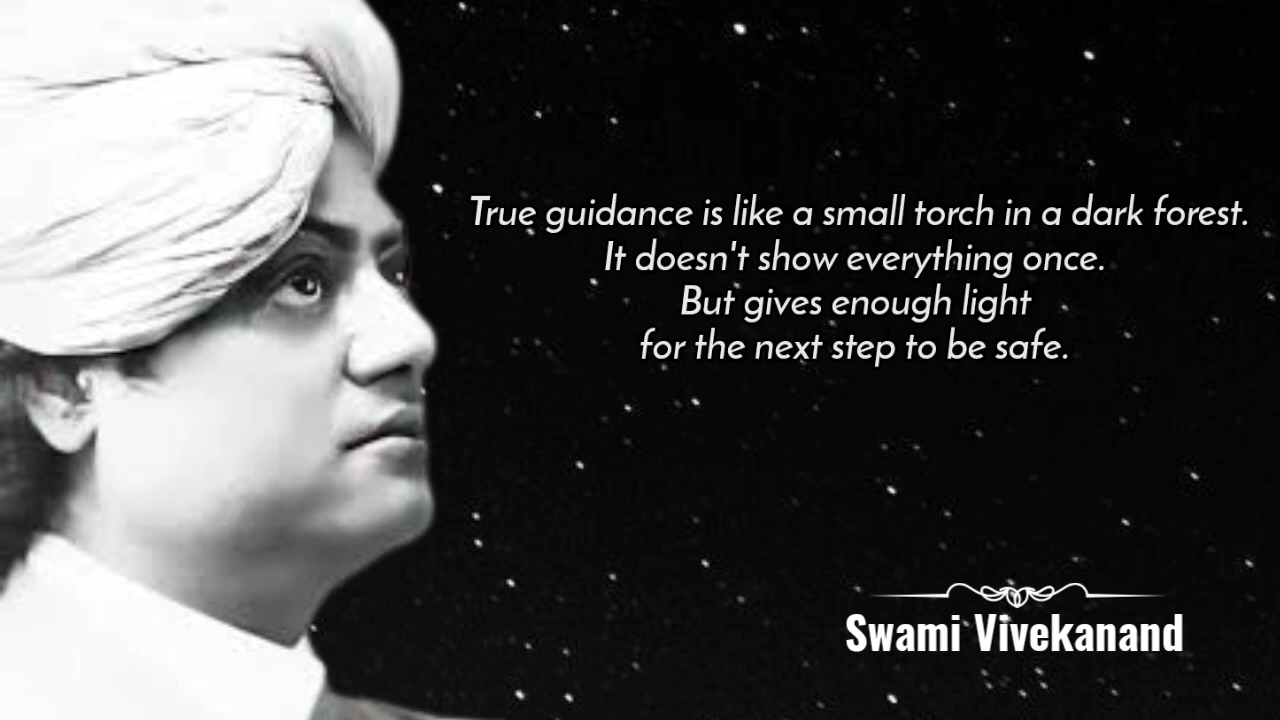 True guidance is like a small torch in a dark forest.
It doesn't show everything once.
But gives enough light
for the next step to be safe.
Swami Vivekanand